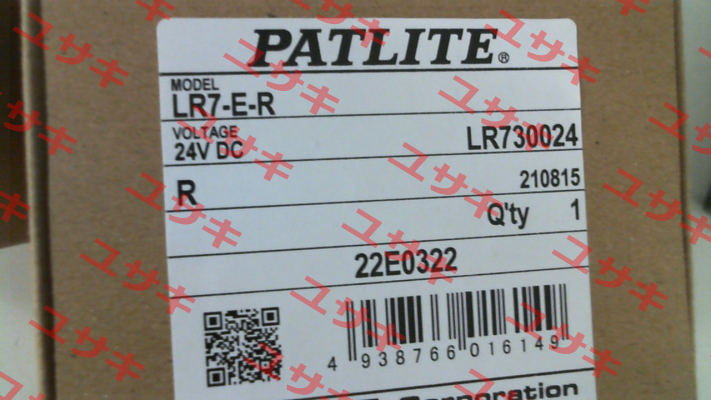 PATLITE®
MODEL
LR7-E-R
VOLTAGE
24V DC
LR730024
R
210815
Q'ty 1
22E0322
4 938766 016149
Corporation
ユサキ